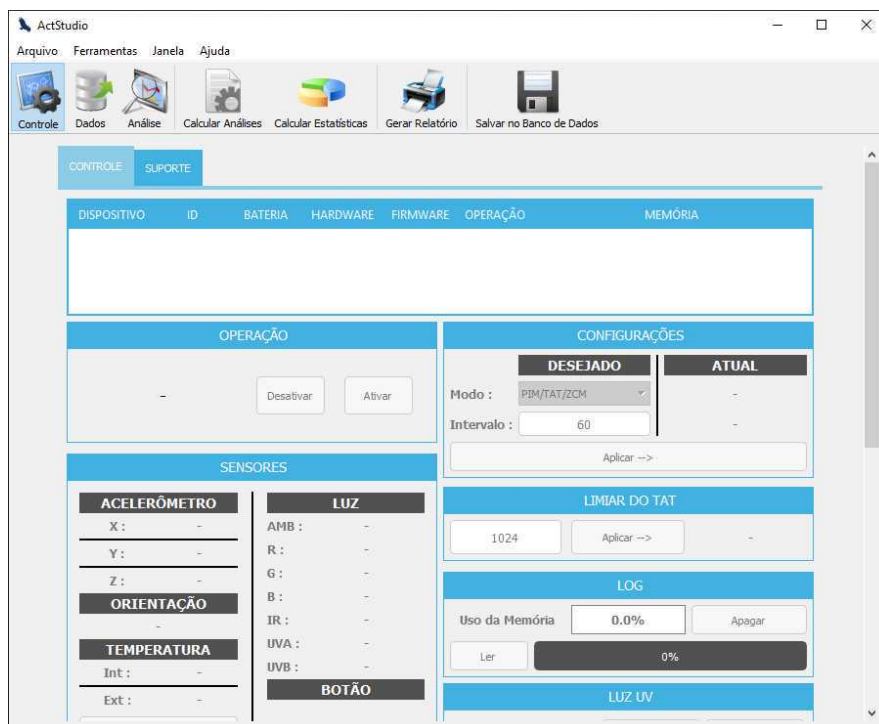 ActStudio
Arquivo Ferramentas Janela Ajuda
Controle Dados Análise Calcular Análises Calcular Estatísticas Gerar Relatório Salvar no Banco de Dados
CONTROLE SUPORTE
DISPOSITIVO ID BATERIA HARDWARE FIRMWARE OPERAÇÃO MEMÓRIA
OPERAÇÃO
- Desativar Ativar
CONFIGURAÇÕES
DESEJADO ATUAL
Modo : PIM/TAT/ZCM -
Intervalo : 60 -
Aplicar -->
SENSORES
ACELERÔMETRO
X : -
Y : -
Z : -
ORIENTAÇÃO
-
TEMPERATURA
Int : -
Ext : -
LUZ
AMB : -
R : -
G : -
B : -
IR : -
UVA : -
UVB : -
BOTÃO
LIMIAR DO TAT
1024 Aplicar --> -
LOG
Uso da Memória 0.0% Apagar
Ler 0%
LUZ UV